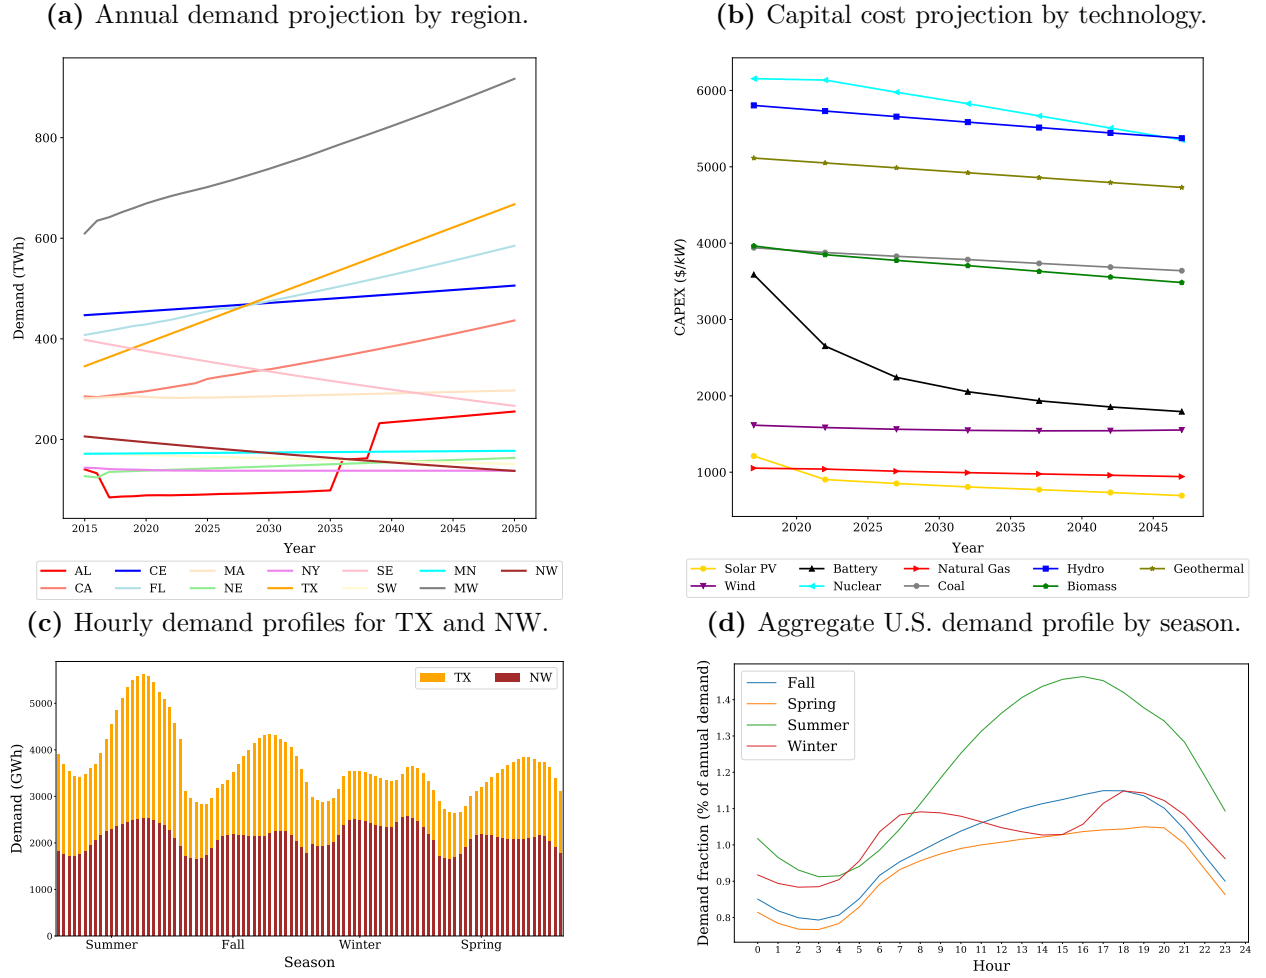 (a) Annual demand projection by region.
Demand (TWh)
800
600
400
200
2015 2020 2025 2030 2035 2040 2045 2050
Year
AL CE MA NY SE MN NW
CA FL NE TX SW MW
(b) Capital cost projection by technology.
CAPEX ($/kW)
6000
5000
4000
3000
2000
1000
2020 2025 2030 2035 2040 2045
Year
Solar PV Battery Natural Gas Hydro Geothermal
Wind Nuclear Coal Biomass
(c) Hourly demand profiles for TX and NW.
TX NW
Demand (GWh)
5000
4000
3000
2000
1000
0
Summer Fall Winter Spring
Season
(d) Aggregate U.S. demand profile by season.
Fall
Spring
Summer
Winter
Demand fraction (% of annual demand)
1.4
1.3
1.2
1.1
1.0
0.9
0.8
0 1 2 3 4 5 6 7 8 9 10 11 12 13 14 15 16 17 18 19 20 21 22 23 24
Hour